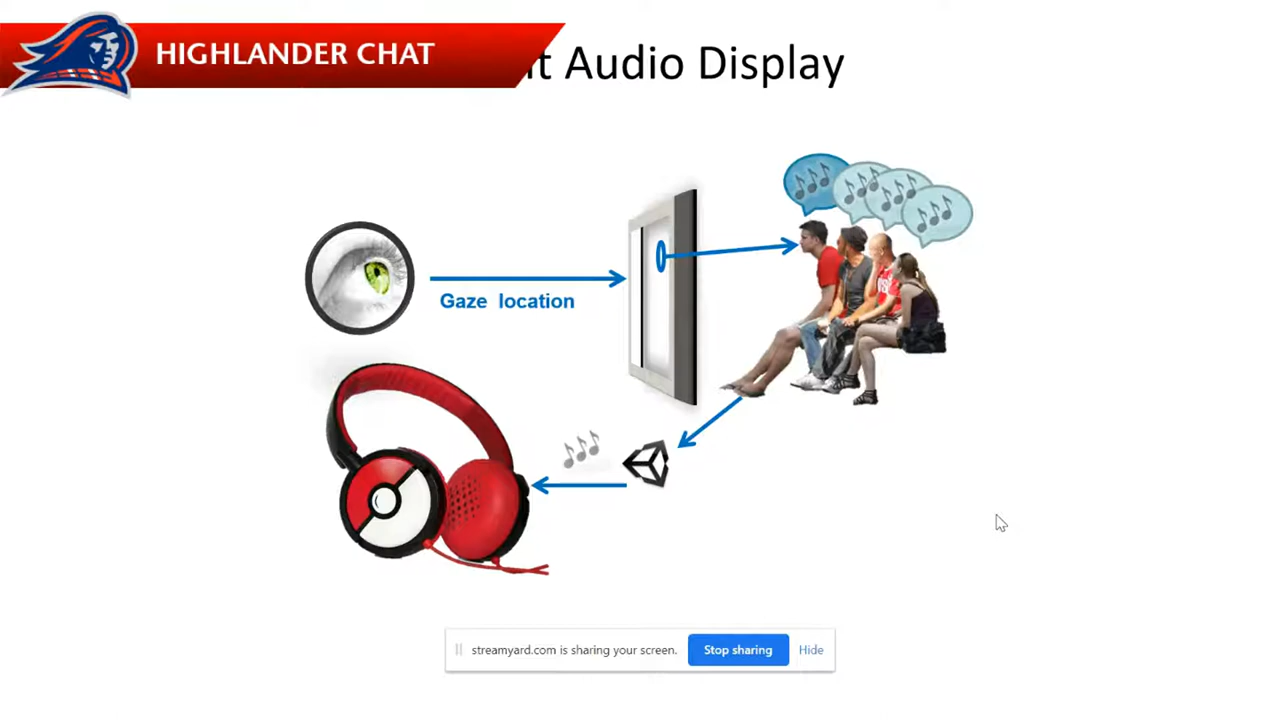 HIGHLANDER CHAT
t Audio Display
Gaze location
streamyard.com is sharing your screen. Stop sharing Hide